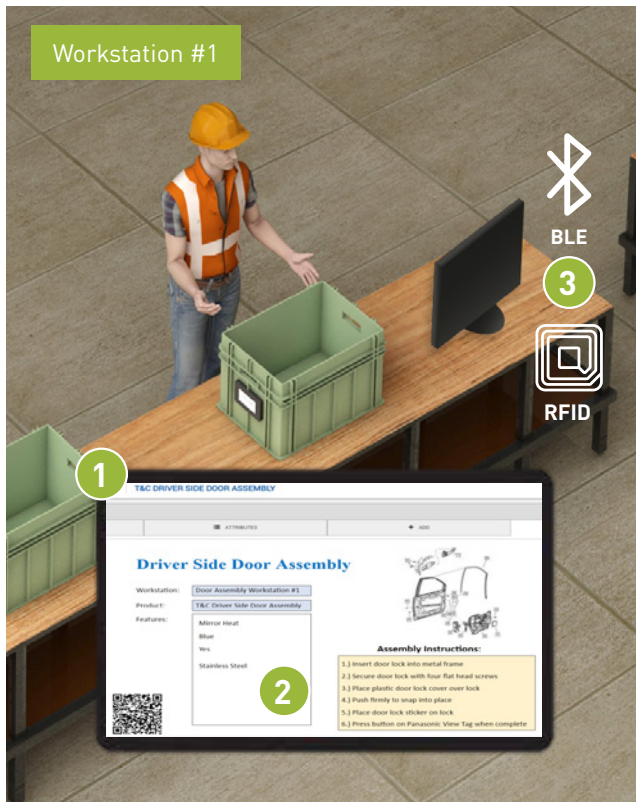 Workstation #1
BLE
3
RFID
1
T&C DRIVER SIDE DOOR ASSEMBLY
ATTRIBUTES
+ ADD
Driver Side Door Assembly
Workstation: Door Assembly Workstation #1
Product: T&C Driver Side Door Assembly
Features:
Mirror Heat
Blue
Yes
Stainless Steel
2
Assembly Instructions:
1.) Insert door lock into metal frame
2.) Secure door lock with four flat head screws
3.) Place plastic door lock cover over lock
4.) Push firmly to snap into place
5.) Place door lock sticker on lock
6.) Press button on Panasonic View Tag when complete